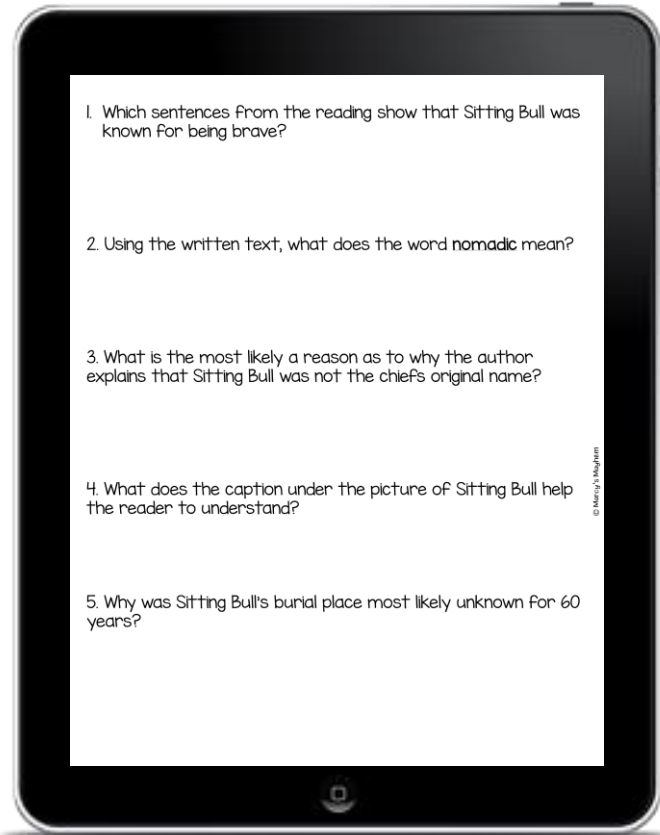 1. Which sentences from the reading show that Sitting Bull was
known for being brave?
2. Using the written text, what does the word nomadic mean?
3. What is the most likely a reason as to why the author
explains that Sitting Bull was not the chiefs original name?
4. What does the caption under the picture of Sitting Bull help
the reader to understand?
5. Why was Sitting Bull's burial place most likely unknown for 60
years?
© Marcy's Mayhem